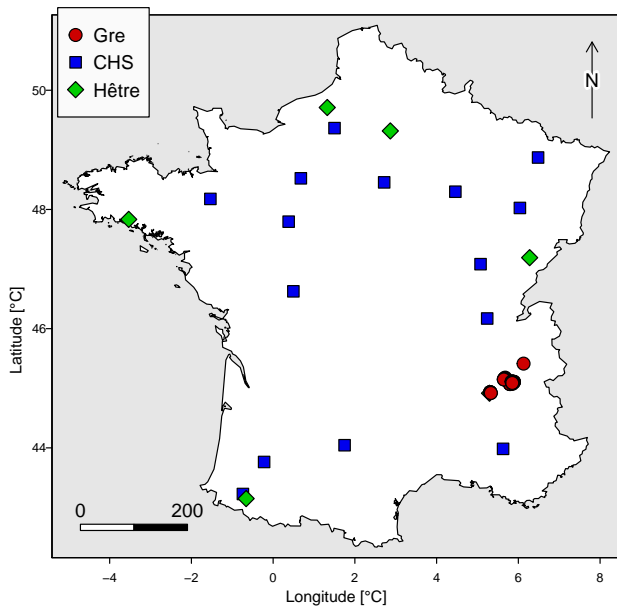 Gre
CHS
Hêtre
N
50
48
46
44
Latitude [°C]
0 200
−4 −2 0 2 4 6 8
Longitude [°C]